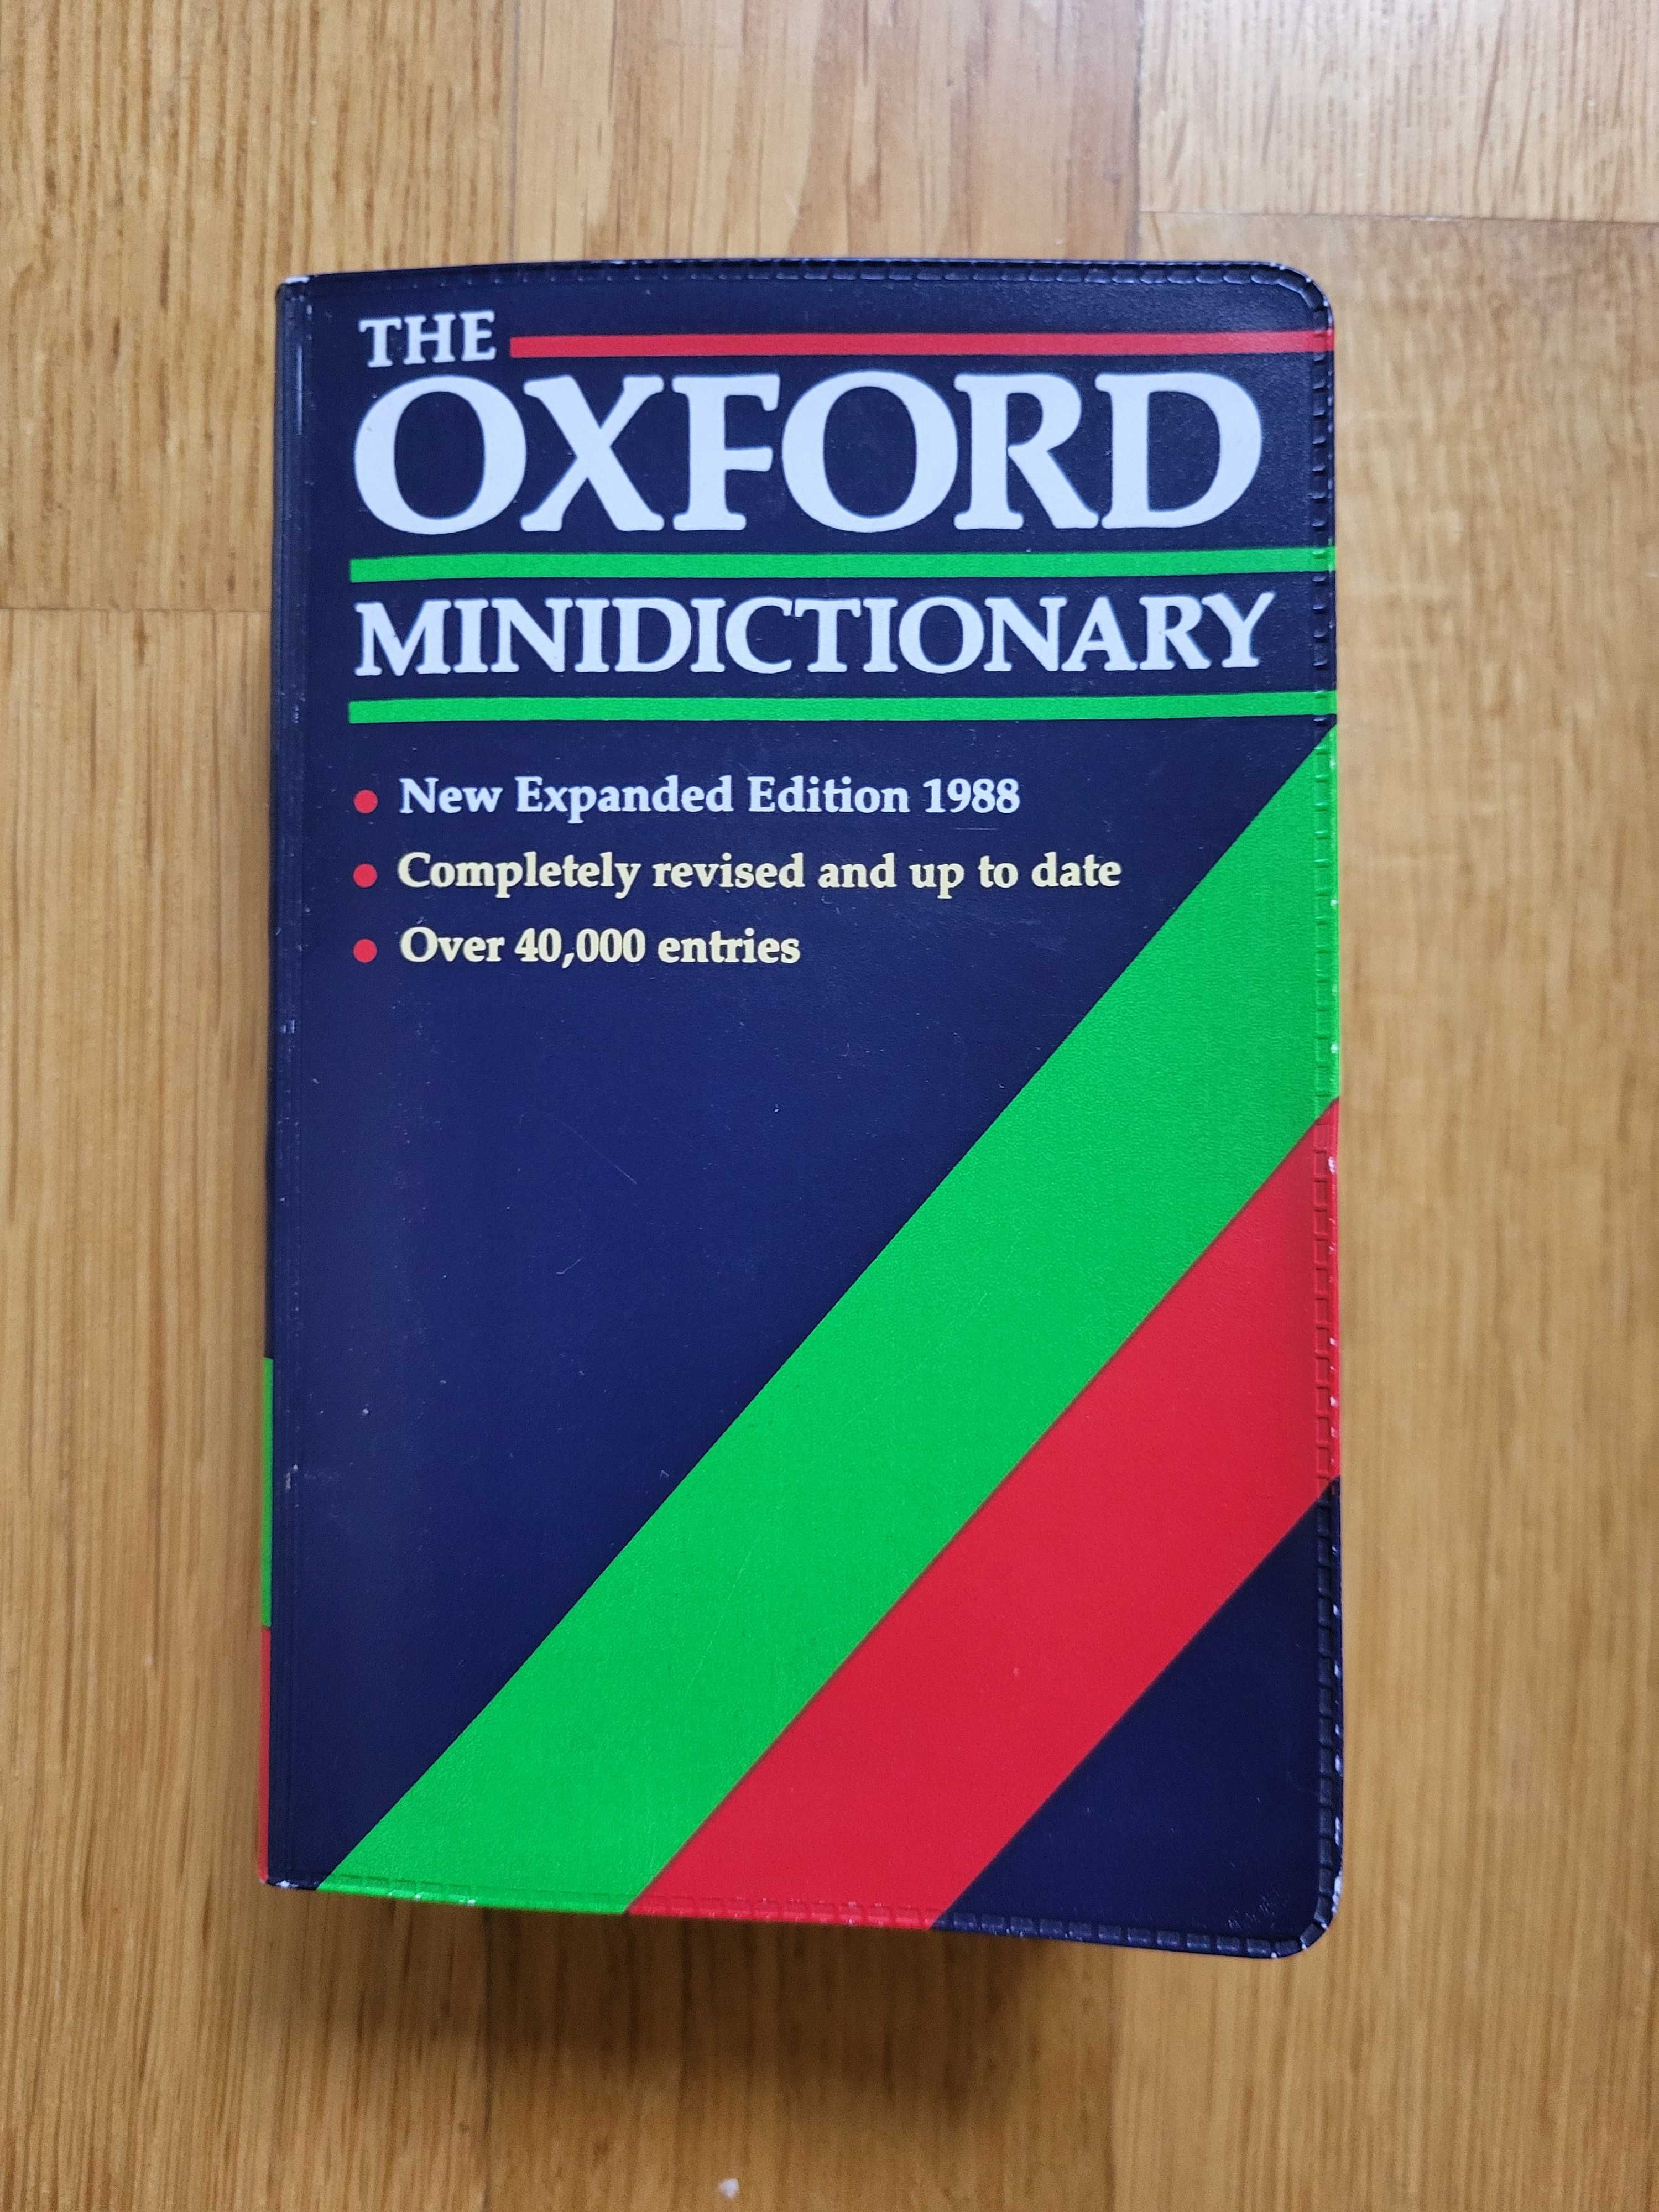 THE
OXFORD
MINIDICTIONARY
New Expanded Edition 1988
Completely revised and up to date
Over 40,000 entries